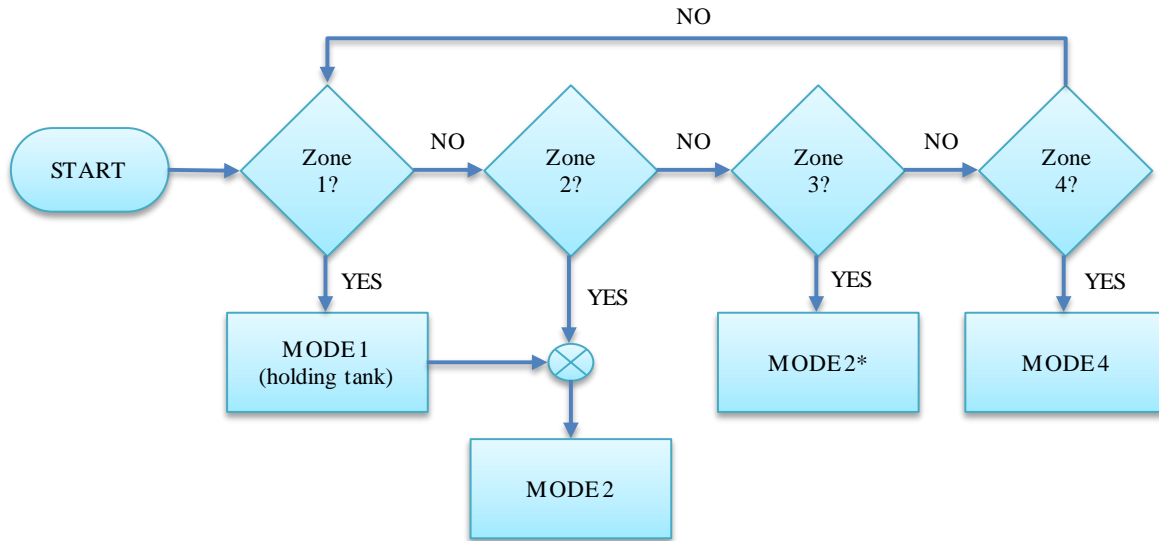 NO
START
Zone
1?
NO
Zone
2?
NO
Zone
3?
NO
Zone
4?
YES
YES
YES
YES
MODE1
(holding tank)
MODE2*
MODE4
MODE2